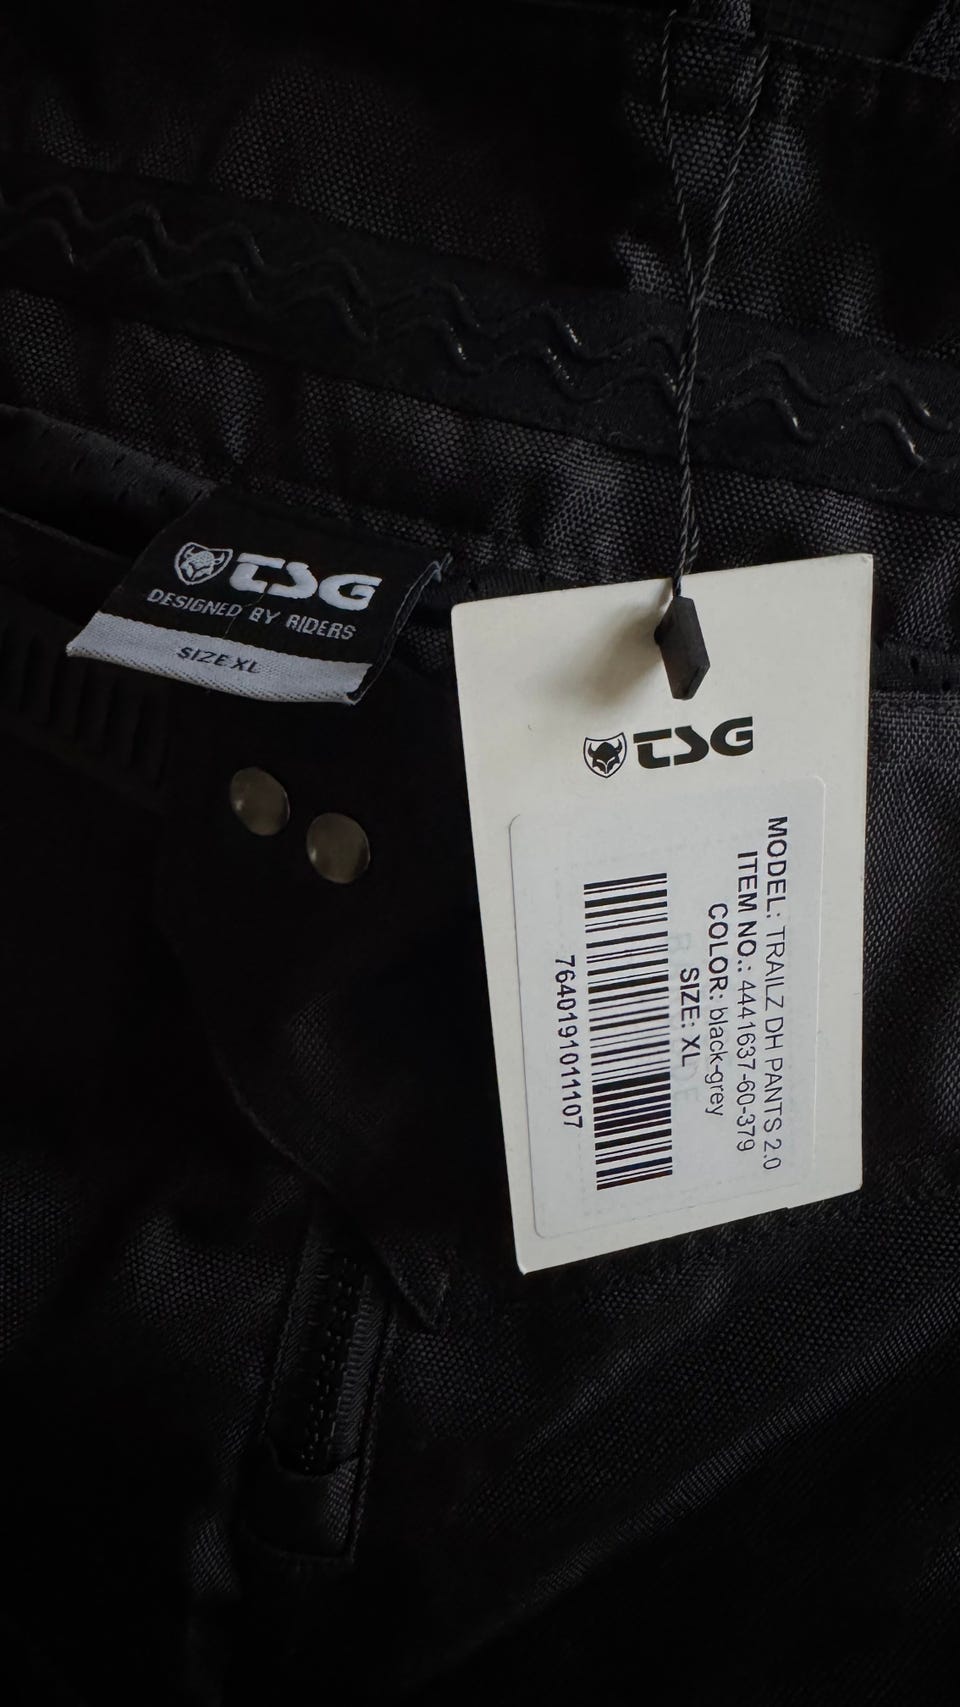 TSG
DESIGNED BY RIDERS
SIZE XL
TSG
MODEL: TRAILZ DH PANTS 2.0
ITEM NO.: 4441637-60-379
COLOR: black-grey
SIZE: XL
7640191011107